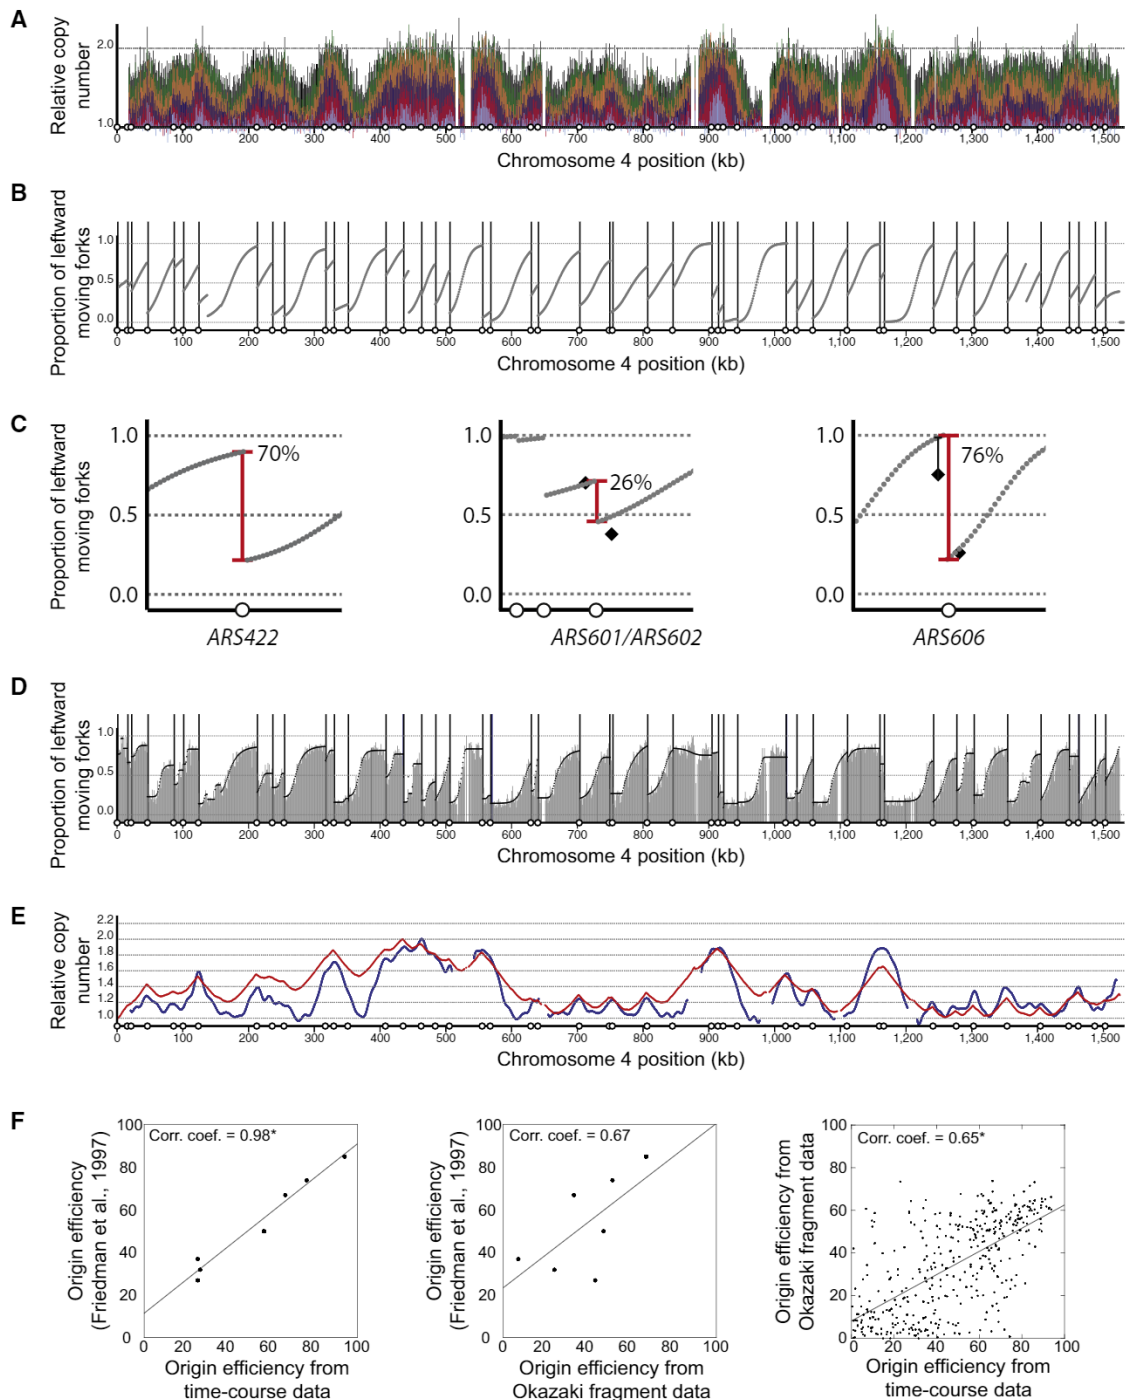 A
Relative copy
number
2.0
1.0
0 100 200 300 400 500 600 700 800 900 1,000 1,100 1,200 1,300 1,400 1,500
Chromosome 4 position (kb)
B
Proportion of leftward
moving forks
1.0
0.5
0.0
0 100 200 300 400 500 600 700 800 900 1,000 1,100 1,200 1,300 1,400 1,500
Chromosome 4 position (kb)
C
Proportion of leftward
moving forks
1.0
0.5
0.0
70%
ARS422
1.0
0.5
0.0
26%
ARS601/ARS602
1.0
0.5
0.0
76%
ARS606
D
Proportion of leftward
moving forks
1.0
0.5
0.0
0 100 200 300 400 500 600 700 800 900 1,000 1,100 1,200 1,300 1,400 1,500
Chromosome 4 position (kb)
E
Relative copy
number
2.2
2.0
1.8
1.6
1.4
1.2
1.0
0 100 200 300 400 500 600 700 800 900 1,000 1,100 1,200 1,300 1,400 1,500
Chromosome 4 position (kb)
F
Origin efficiency
(Friedman et al., 1997)
100
80
60
40
20
0
Corr. coef. = 0.98*
0 20 40 60 80 100
Origin efficiency from
time-course data
Origin efficiency
(Friedman et al., 1997)
100
80
60
40
20
0
Corr. coef. = 0.67
0 20 40 60 80 100
Origin efficiency from
Okazaki fragment data
Origin efficiency from
Okazaki fragment data
100
80
60
40
20
0
Corr. coef. = 0.65*
0 20 40 60 80 100
Origin efficiency from
time-course data